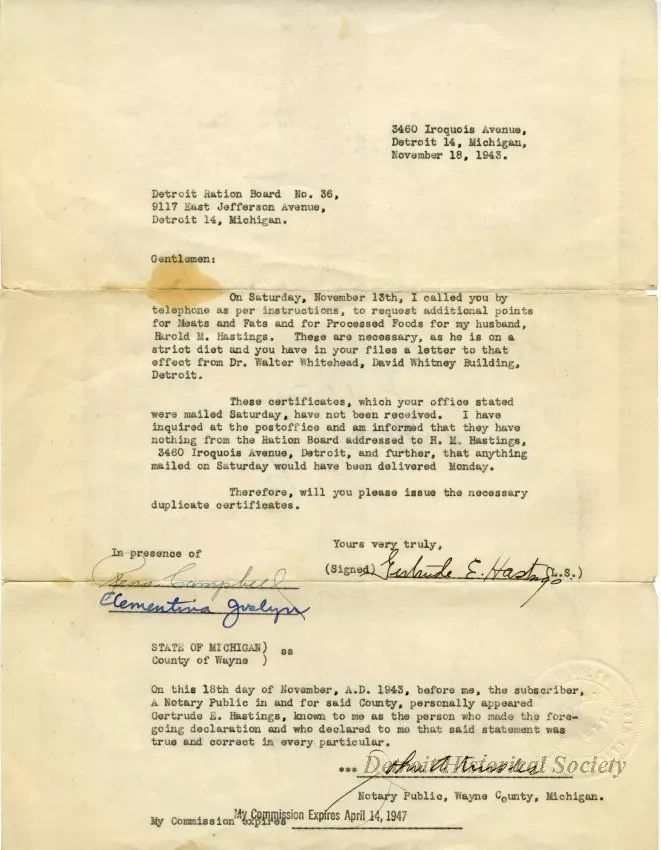 3460 Iroquois Avenue,
Detroit 14, Michigan,
November 18, 1943.
Detroit Ration Board No. 36,
9117 East Jefferson Avenue,
Detroit 14, Michigan.
Gentlemen:
On Saturday, November 13th, I called you by
telephone as per instructions, to request additional points
for Meats and Fats and for Processed Foods for my husband,
Harold M. Hastings. These are necessary, as he is on a
strict diet and you have in your files a letter to that
effect from Dr. Walter Whitehead, David Whitney Building,
Detroit.
These certificates, which your office stated
were mailed Saturday, have not been received. I have
inquired at the postoffice and am informed that they have
nothing from the Ration Board addressed to H. M. Hastings,
3460 Iroquois Avenue, Detroit, and further, that anything
mailed on Saturday would have been delivered Monday.
Therefore, will you please issue the necessary
duplicate certificates.
Yours very truly,
In presence of
(Signed) Gertrude E. Hastings (L.S.)
Campbell
Clementina
STATE OF MICHIGAN) ss
County of Wayne )
On this 18th day of November, A.D. 1943, before me, the subscriber,
A Notary Public in and for said County, personally appeared
Gertrude E. Hastings, known to me as the person who made the fore-
going declaration and who declared to me that said statement was
true and correct in every particular.
***
Detroit Historical Society
Notary Public, Wayne County, Michigan.
My Commission Expires April 14, 1947
My Commission expires